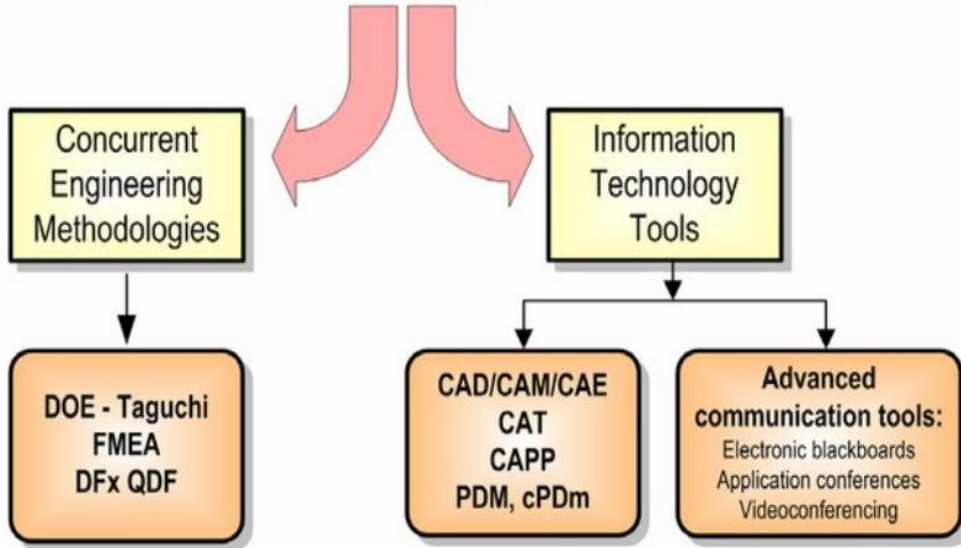 Concurrent
Engineering
Methodologies
Information
Technology
Tools
DOE - Taguchi
FMEA
DFx QDF
CAD/CAM/CAE
CAT
CAPP
PDM, cPDm
Advanced
communication tools:
Electronic blackboards
Application conferences
Videoconferencing